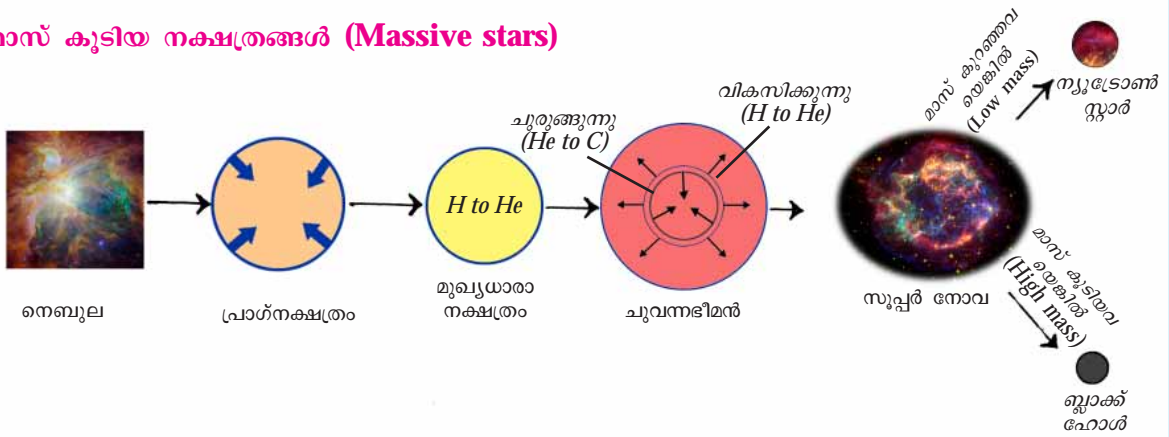 മാസ് കൂടിയ നക്ഷത്രങ്ങൾ (Massive stars)
നെബുല
പ്രാഗ്നക്ഷത്രം
H to He
മുഖ്യധാരാ
നക്ഷത്രം
ചുരുങ്ങുന്നു
(He to C)
വികസിക്കുന്നു
(H to He)
ചുവന്നഭീമൻ
സൂപ്പർ നോവ
മാസ് കുറഞ്ഞവ
യെങ്കിൽ
(Low mass)
ന്യൂട്രോൺ
സ്റ്റാർ
മാസ് കൂടിയവ
യെങ്കിൽ
(High mass)
ബ്ലാക്ക്
ഹോൾ